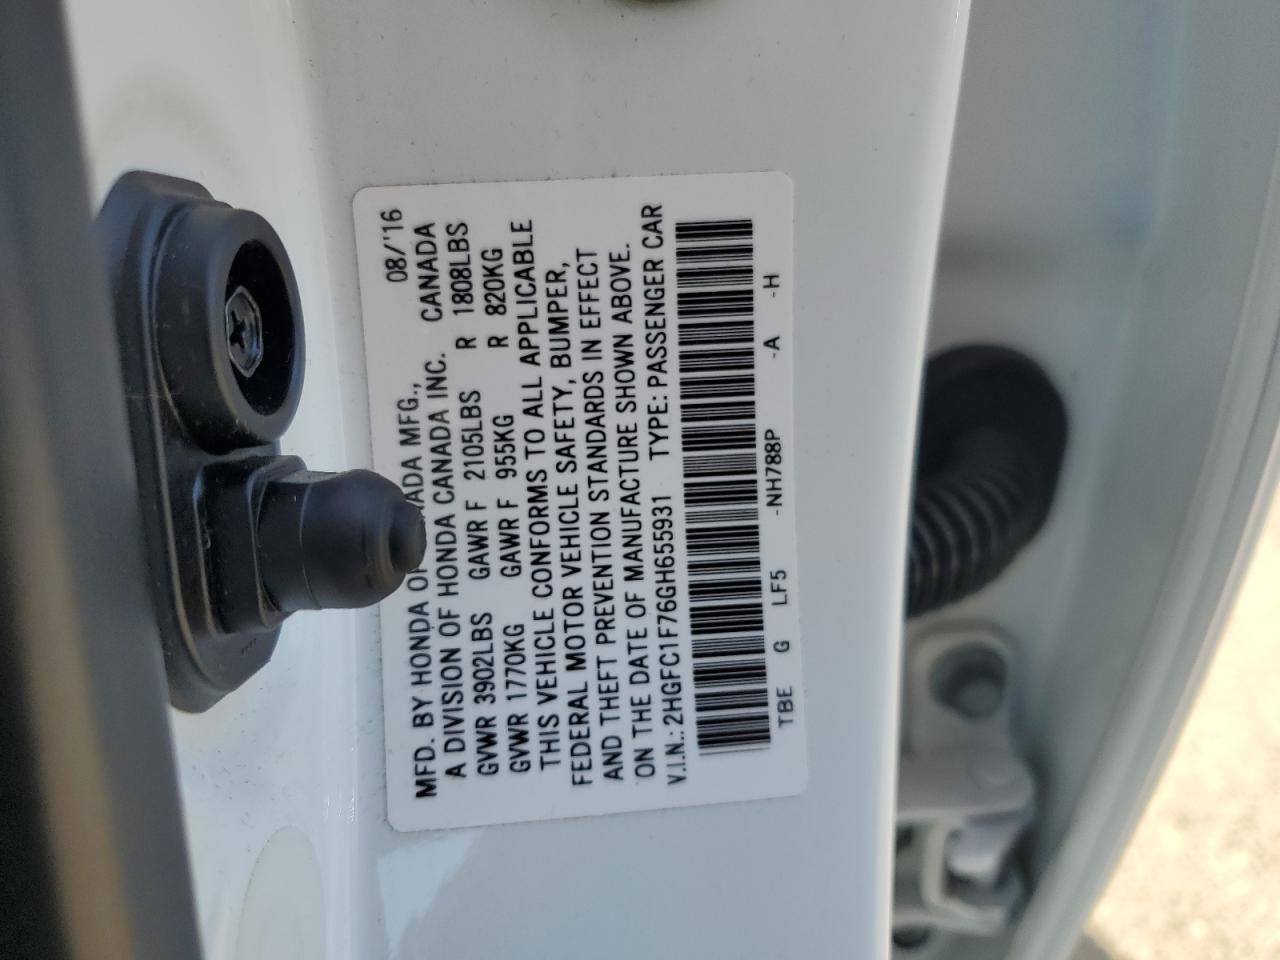 08/'16
MFD. BY HONDA OF ADA MFG.,
A DIVISION OF HONDA CANADA INC. CANADA
GVWR 3902LBS GAWR F 2105LBS R 1808LBS
GVWR 1770KG GAWR F 955KG R 820KG
THIS VEHICLE CONFORMS TO ALL APPLICABLE
FEDERAL MOTOR VEHICLE SAFETY, BUMPER,
AND THEFT PREVENTION STANDARDS IN EFFECT
ON THE DATE OF MANUFACTURE SHOWN ABOVE.
V.I.N.: 2HGFC1F76GH655931 TYPE: PASSENGER CAR
TBE G LF5 -NH788P -A -H